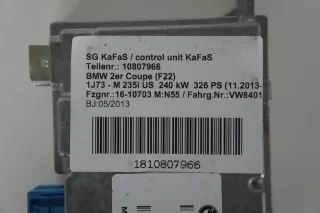 SG KaFaS / control unit KaFaS
Teilenr.: 10807966
BMW 2er Coupe (F22)
1J73 - M 235i US 240 kW 326 PS (11.2013-
Fzgnr.:16-10703 M:N55 / Fahrg.Nr.:VW8401
BJ:05/2013
1810807966